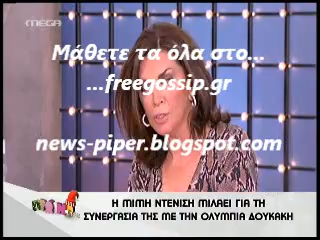 MEGA
Μάθετε τα όλα στο...
...freegossip.gr
news-piper.blogspot.com
Η ΜΙΜΗ ΝΤΕΝΙΣΗ ΜΙΛΑΕΙ ΓΙΑ ΤΗ
ΣΥΝΕΡΓΑΣΙΑ ΤΗΣ ΜΕ ΤΗΝ ΟΛΥΜΠΙΑ ΔΟΥΚΑΚΗ